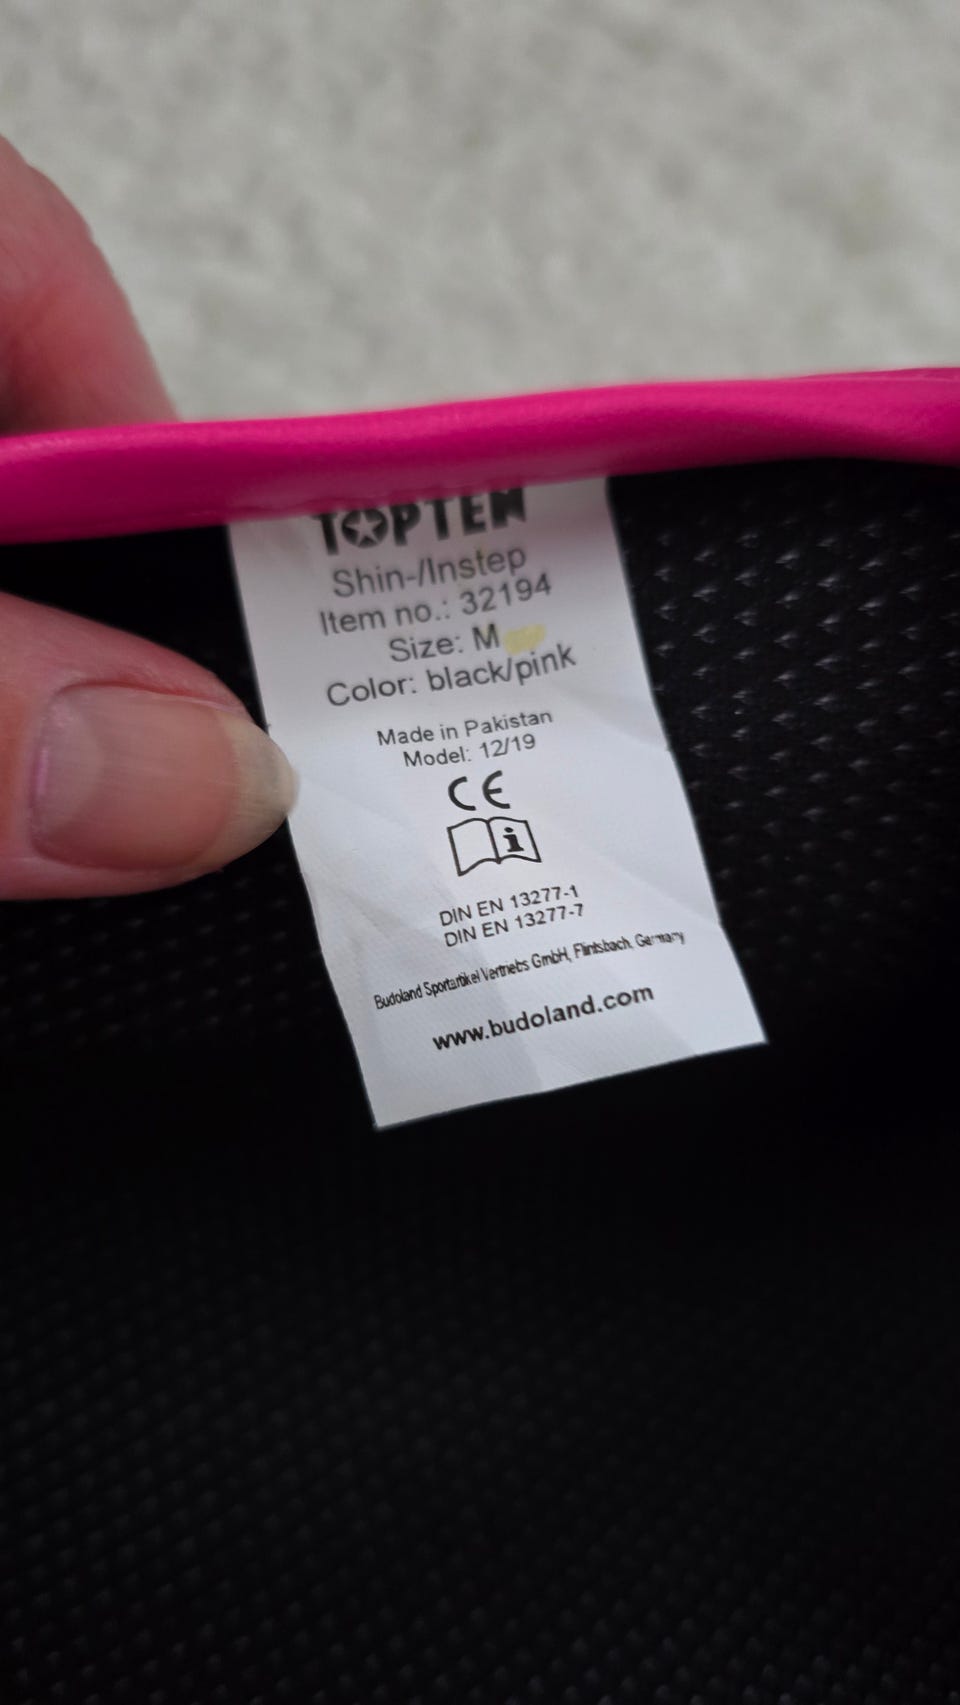 TOPTEN
Shin-/Instep
Item no.: 32194
Size: M
Color: black/pink
Made in Pakistan
Model: 12/19
CE
i
DIN EN 13277-1
DIN EN 13277-7
Budoland Sportartikel Vertriebs GmbH, Flintsbach, Germany
www.budoland.com